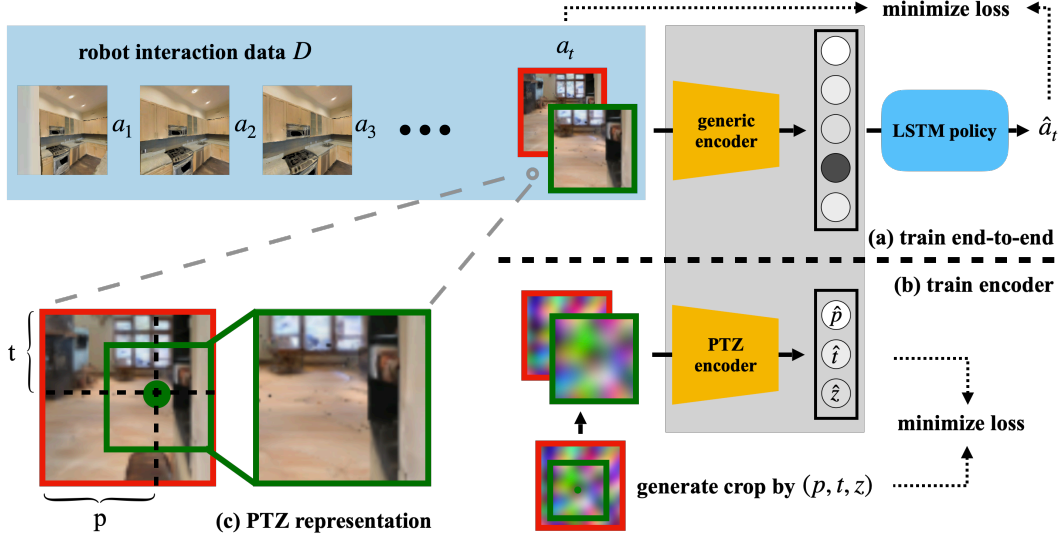 minimize loss
robot interaction data D
a_t
a_1
a_2
a_3
generic
encoder
LSTM policy
â_t
(a) train end-to-end
(b) train encoder
PTZ
encoder
p̂
t̂
ẑ
minimize loss
generate crop by (p, t, z)
t
p
(c) PTZ representation